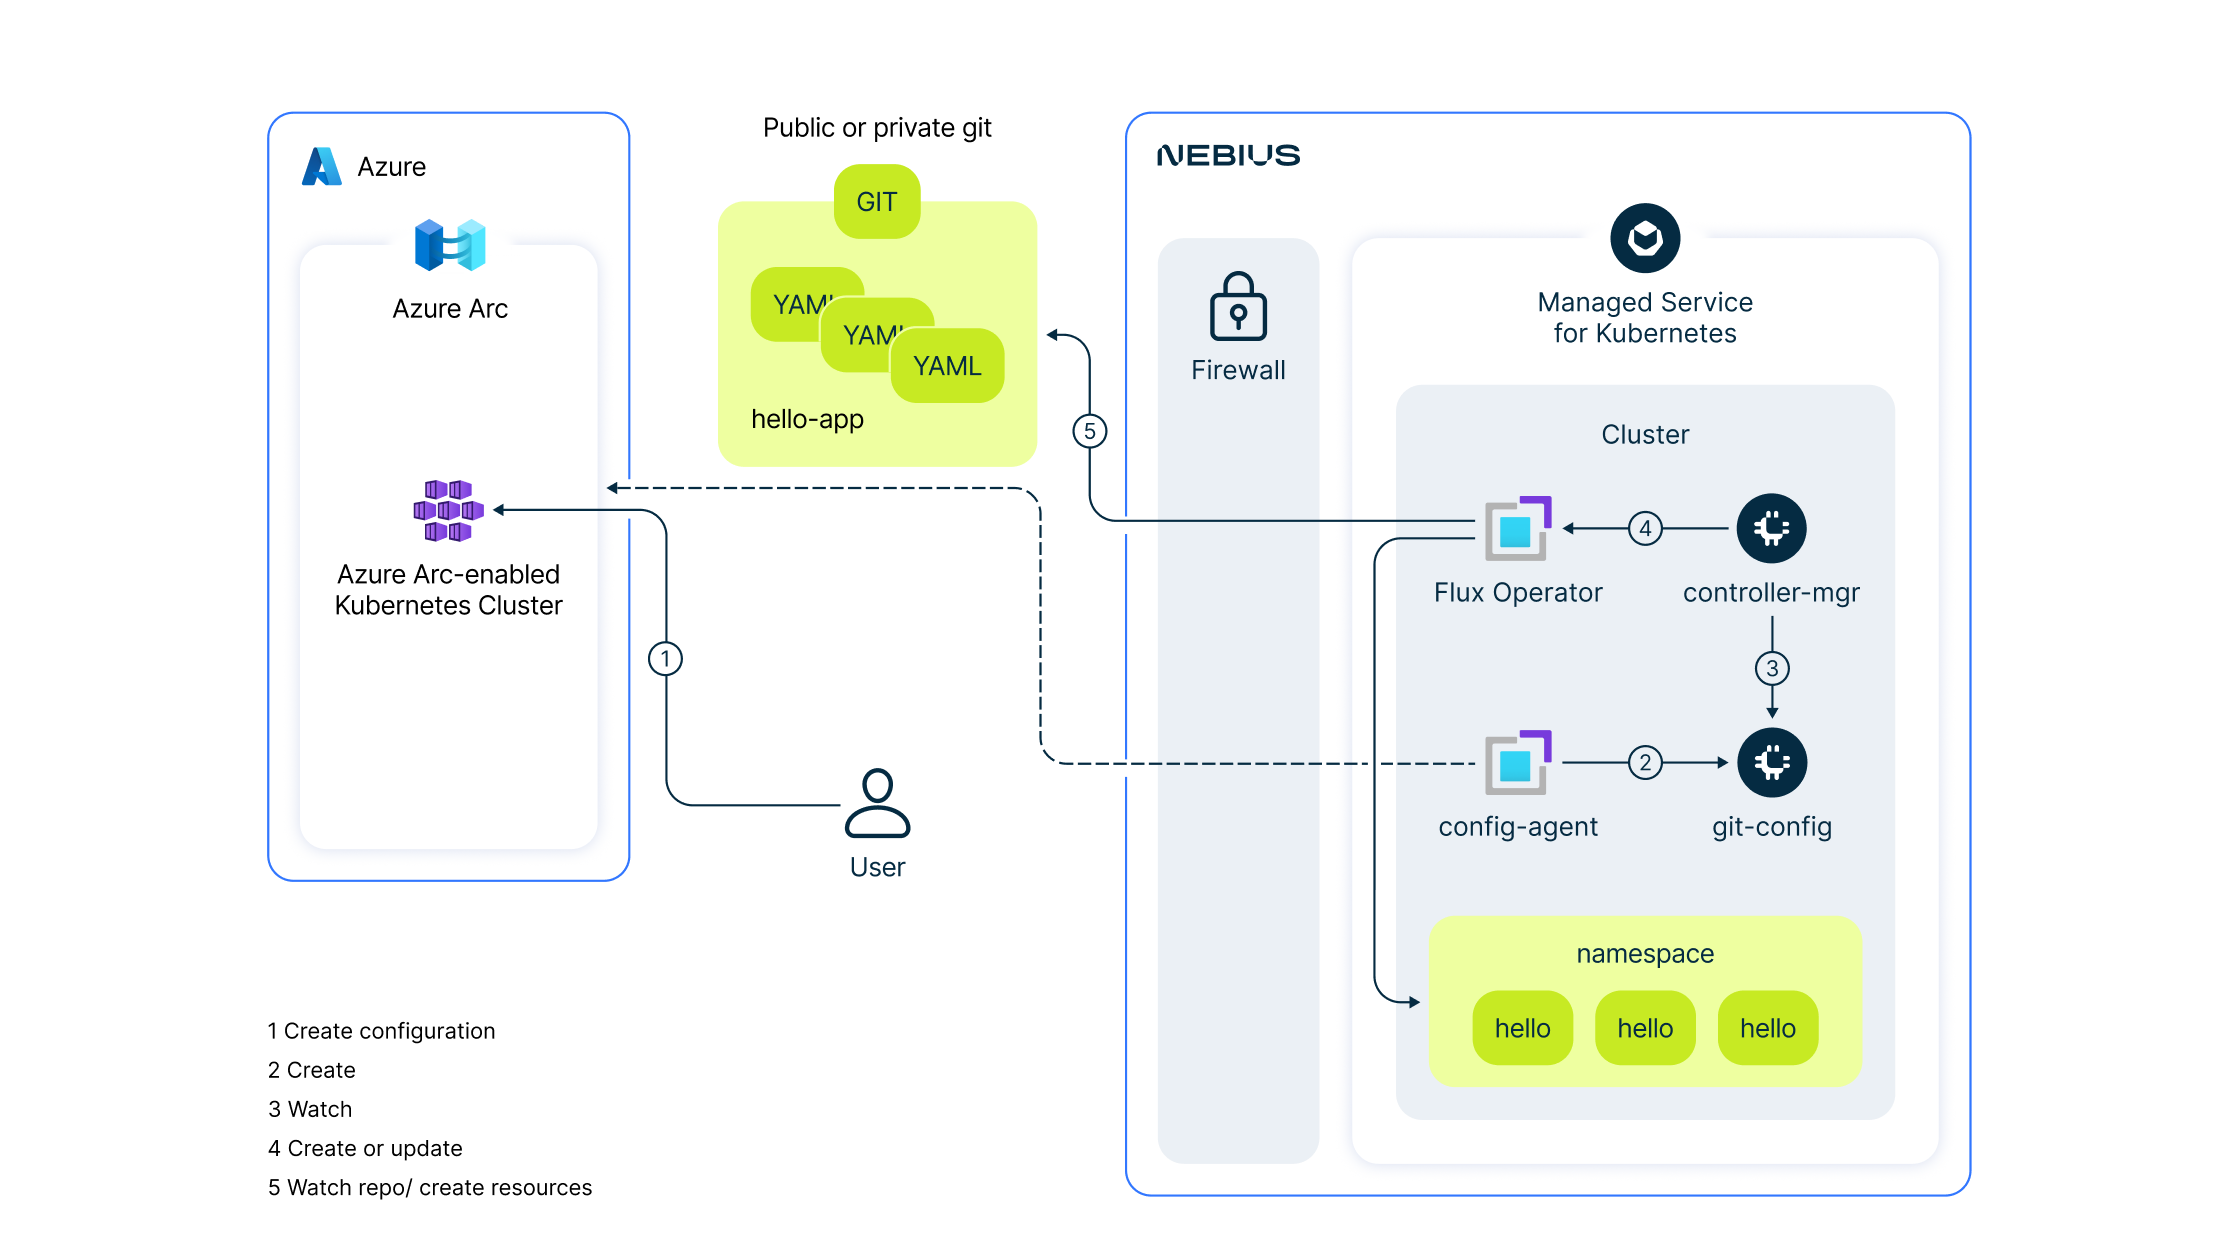 Azure
Azure Arc
Azure Arc-enabled
Kubernetes Cluster
1
Public or private git
GIT
YAML
YAML
YAML
hello-app
User
5
NEBIUS
Firewall
Managed Service
for Kubernetes
Cluster
4
Flux Operator
controller-mgr
3
2
config-agent
git-config
namespace
hello
hello
hello
1 Create configuration
2 Create
3 Watch
4 Create or update
5 Watch repo/ create resources